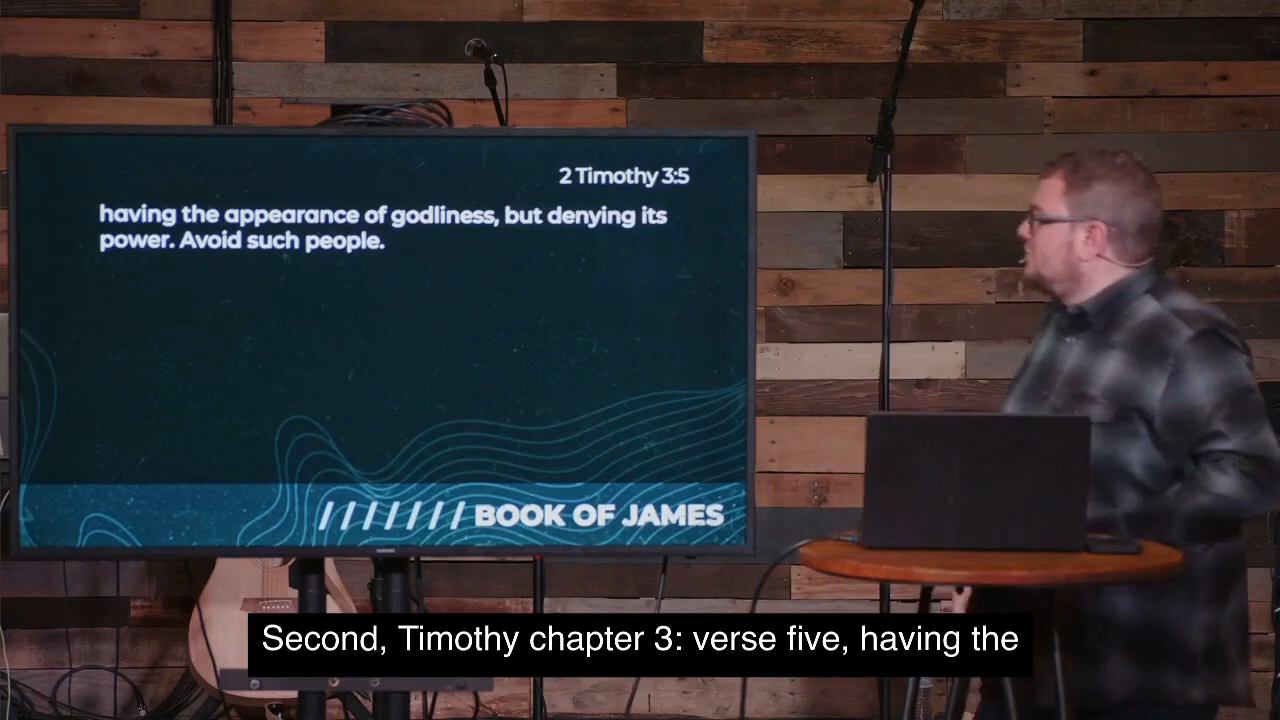 2 Timothy 3:5
having the appearance of godliness, but denying its
power. Avoid such people.
/////// BOOK OF JAMES
Second, Timothy chapter 3: verse five, having the